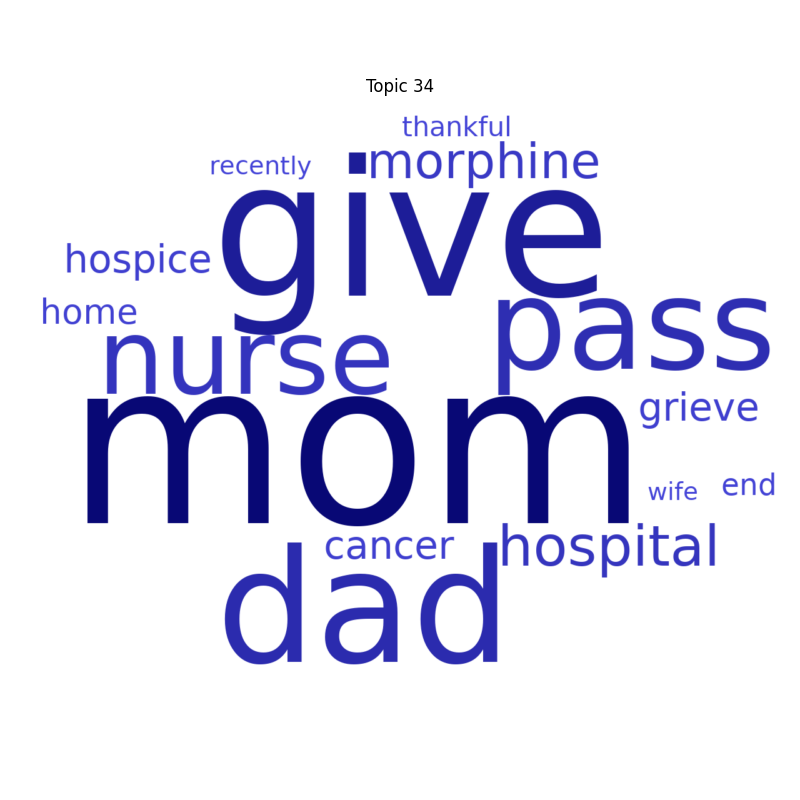 Topic 34
thankful
recently
morphine
give
hospice
home
pass
nurse
mom
grieve
wife
end
cancer
hospital
dad